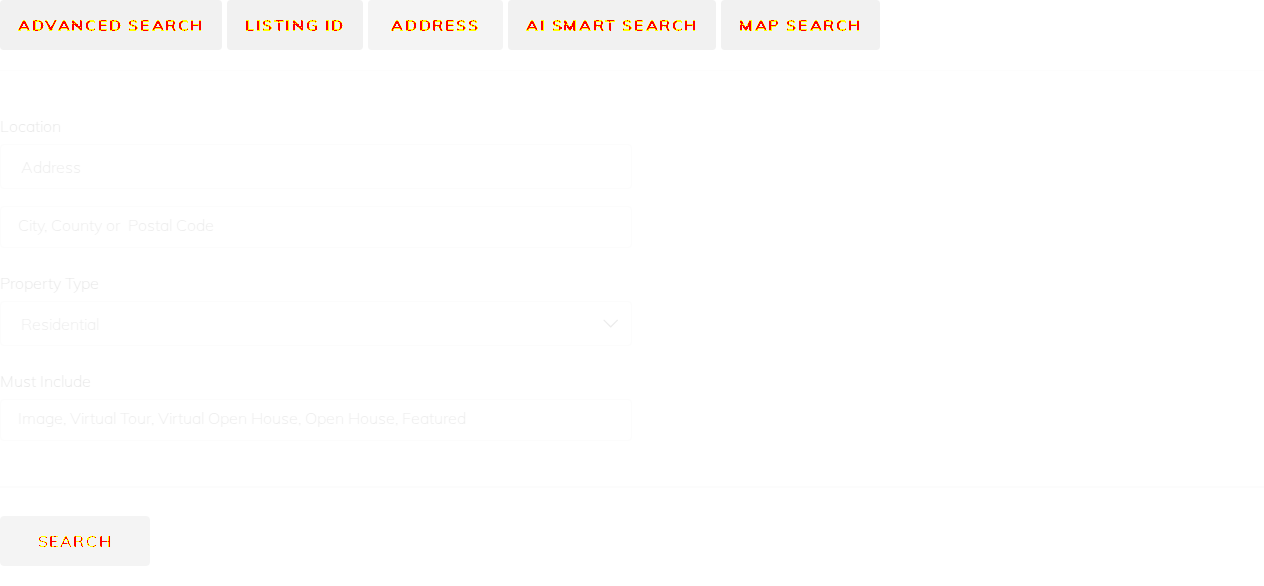 ADVANCED SEARCH LISTING ID ADDRESS AI SMART SEARCH MAP SEARCH
Location
Address
City, County or Postal Code
Property Type
Residential
Must Include
Image, Virtual Tour, Virtual Open House, Open House, Featured
SEARCH